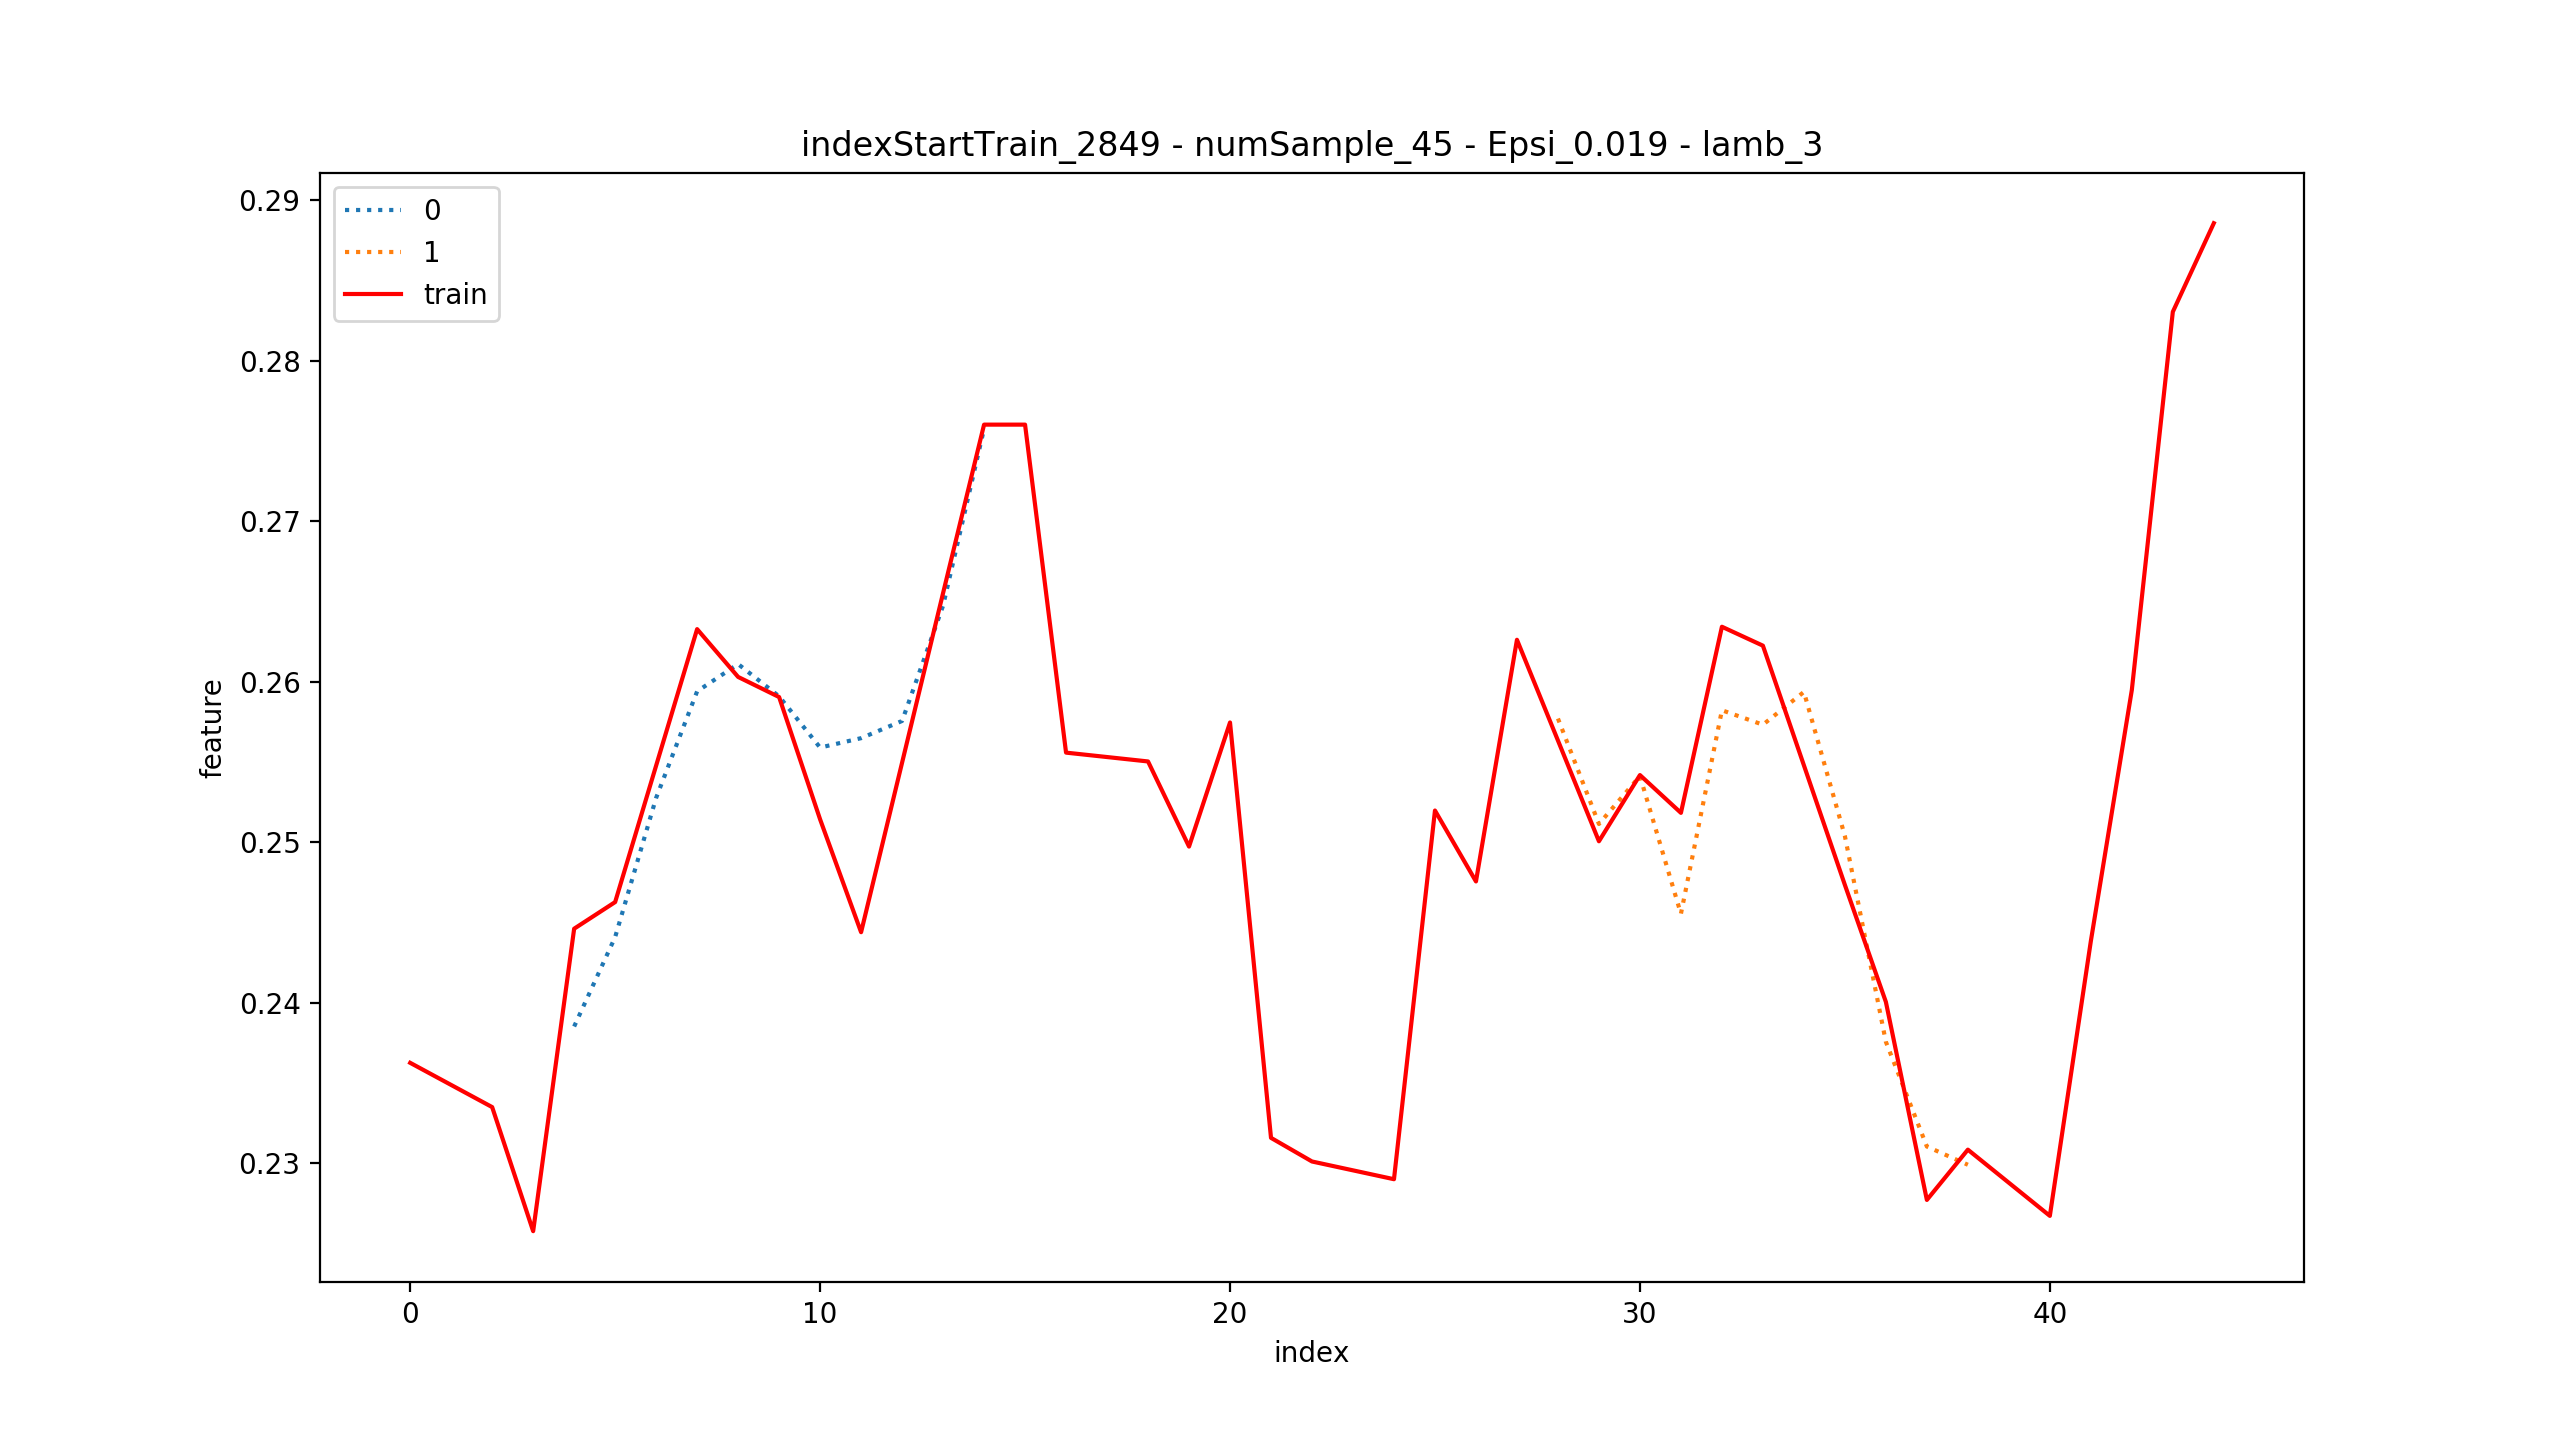 indexStartTrain_2849 - numSample_45 - Epsi_0.019 - lamb_3
0
1
train
0.29
0.28
0.27
0.26
0.25
0.24
0.23
feature
0 10 20 30 40
index